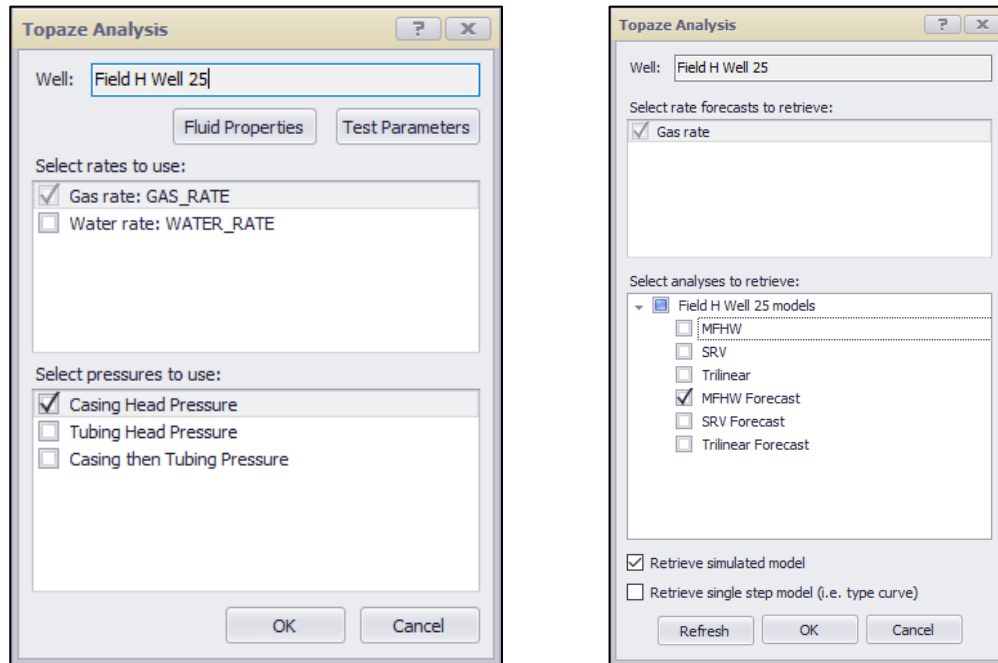 Topaze Analysis
Well: Field H Well 25
Fluid Properties Test Parameters
Select rates to use:
Gas rate: GAS_RATE
Water rate: WATER_RATE
Select pressures to use:
Casing Head Pressure
Tubing Head Pressure
Casing then Tubing Pressure
OK Cancel
Topaze Analysis
Well: Field H Well 25
Select rate forecasts to retrieve:
Gas rate
Select analyses to retrieve:
Field H Well 25 models
MFHW
SRV
Trilinear
MFHW Forecast
SRV Forecast
Trilinear Forecast
Retrieve simulated model
Retrieve single step model (i.e. type curve)
Refresh OK Cancel